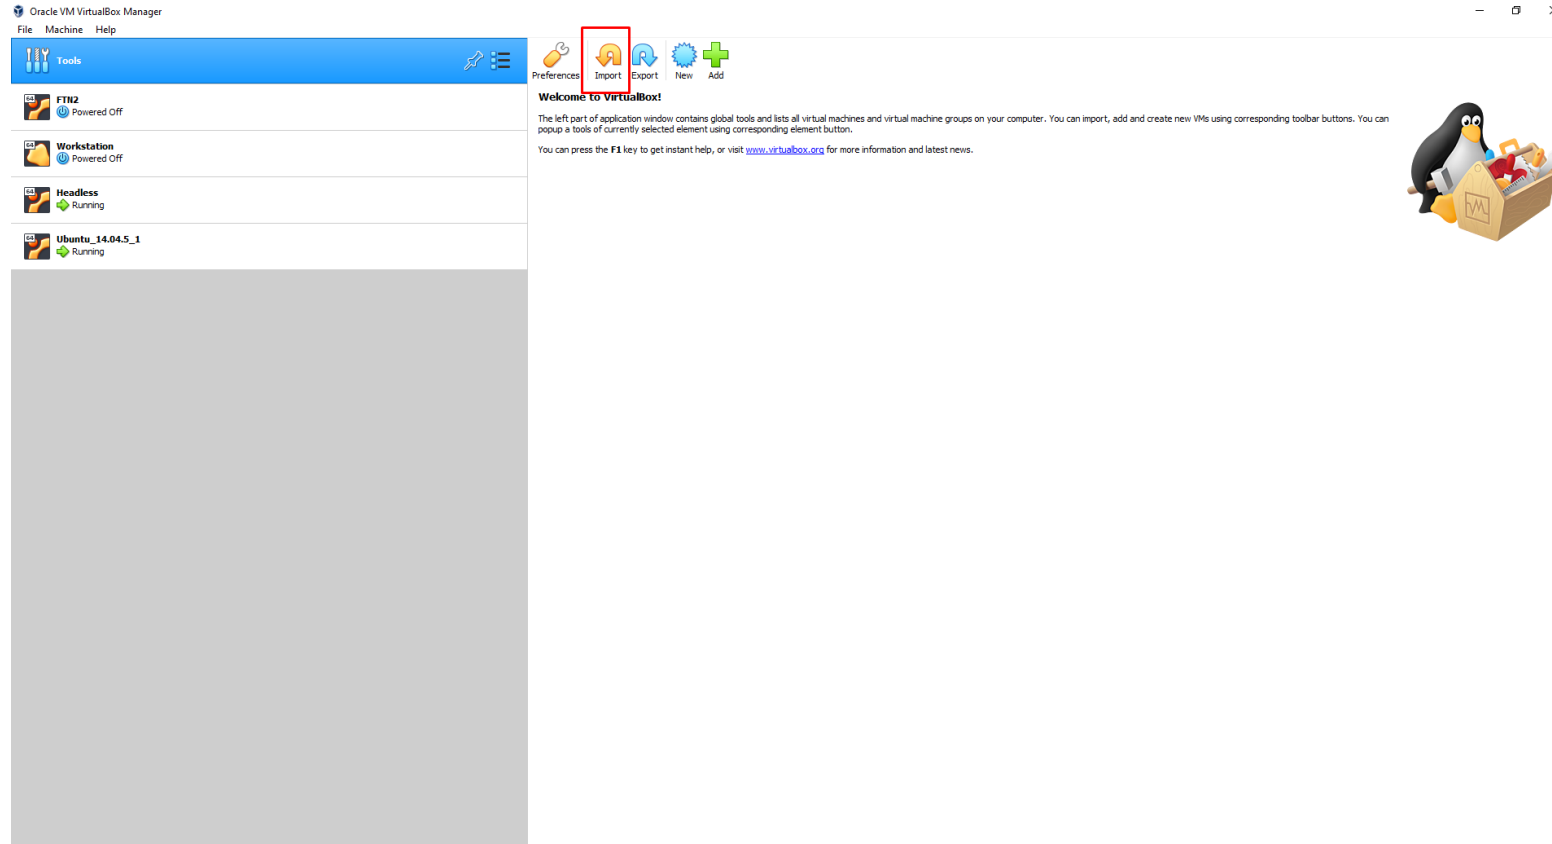 Oracle VM VirtualBox Manager
File Machine Help
Tools
Preferences Import Export New Add
64 FTN2
Powered Off
64 Workstation
Powered Off
64 Headless
Running
64 Ubuntu_14.04.5_1
Running
Welcome to VirtualBox!
The left part of application window contains global tools and lists all virtual machines and virtual machine groups on your computer. You can import, add and create new VMs using corresponding toolbar buttons. You can
popup a tools of currently selected element using corresponding element button.
You can press the F1 key to get instant help, or visit www.virtualbox.org for more information and latest news.